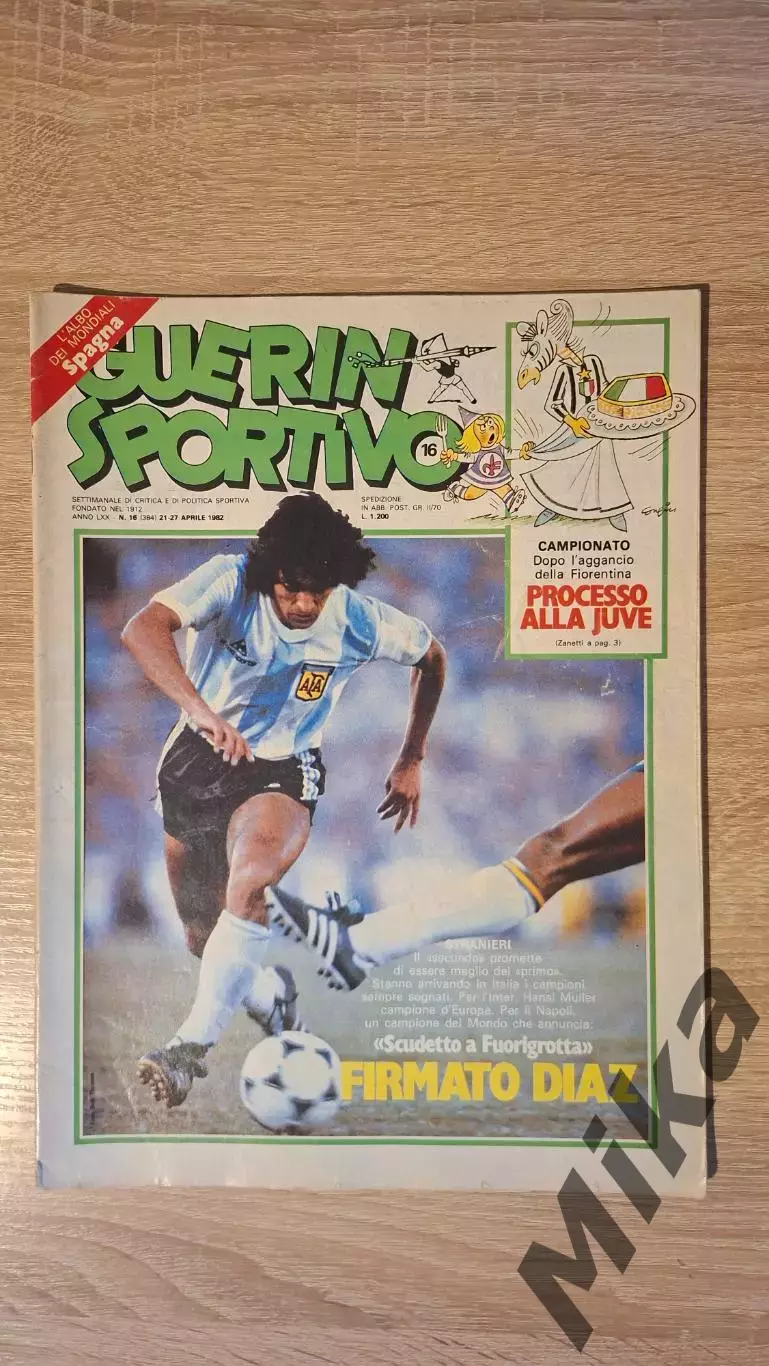 L'ALBO
DEI MONDIALI
Spagna
GUERIN
SPORTIVO
16
SETTIMANALE DI CRITICA E DI POLITICA SPORTIVA
FONDATO NEL 1912
ANNO LXX - N. 16 (384) 21-27 APRILE 1982
SPEDIZIONE
IN ABB. POST. GR. II/70
L. 1.200
CAMPIONATO
Dopo l'aggancio
della Fiorentina
PROCESSO
ALLA JUVE
(Zanetti a pag. 3)
AFA
STRANIERI
Il «secondo» promette
di essere meglio del «primo».
Stanno arrivando in Italia i campioni
sempre sognati. Per l'Inter, Hansi Muller
campione d'Europa. Per il Napoli,
un campione del Mondo che annuncia:
«Scudetto a Fuorigrotta»
FIRMATO DIAZ
Mika